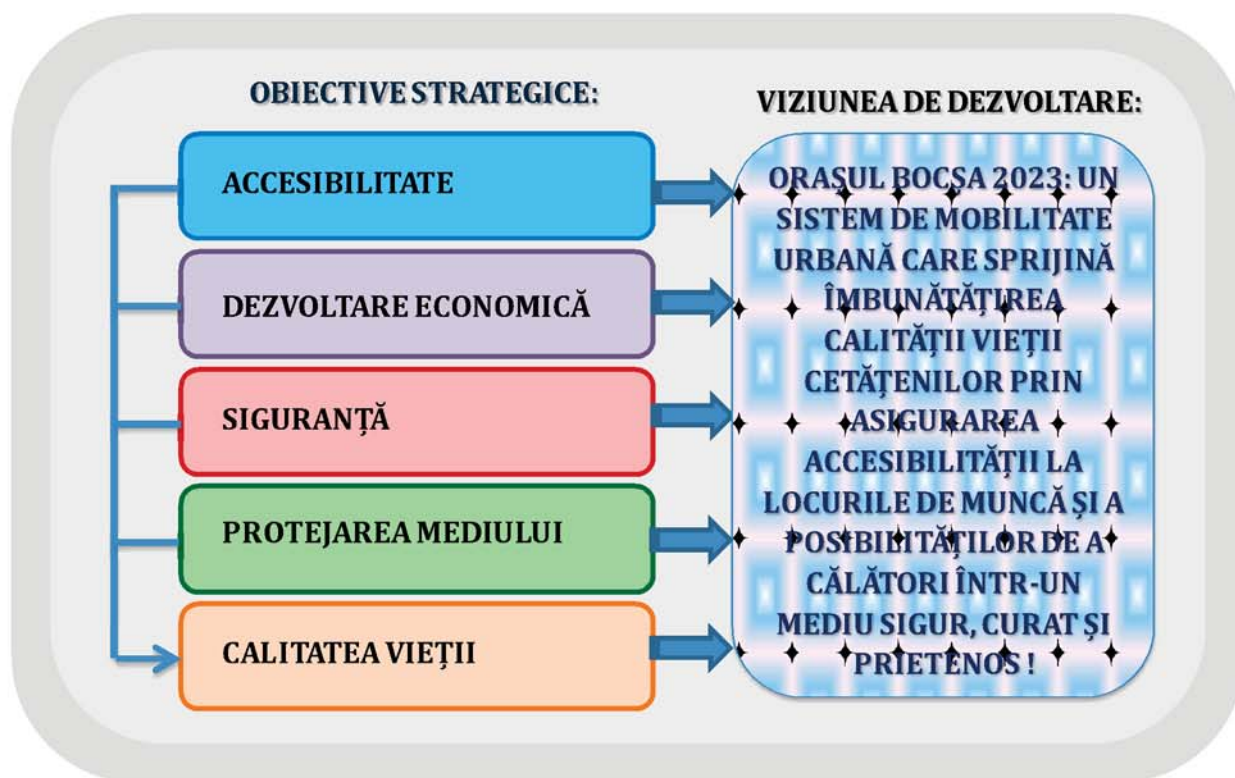 OBIECTIVE STRATEGICE:
ACCESIBILITATE
DEZVOLTARE ECONOMICĂ
SIGURANȚĂ
PROTEJAREA MEDIULUI
CALITATEA VIEȚII
VIZIUNEA DE DEZVOLTARE:
ORAȘUL BOCȘA 2023: UN
SISTEM DE MOBILITATE
URBANĂ CARE SPRIJINĂ
ÎMBUNĂTĂȚIREA
CALITĂȚII VIEȚII
CETĂȚENILOR PRIN
ASIGURAREA
ACCESIBILITĂȚII LA
LOCURILE DE MUNCĂ ȘI A
POSIBILITĂȚILOR DE A
CĂLĂTORI ÎNTR-UN
MEDIU SIGUR, CURAT ȘI
PRIETENOS !